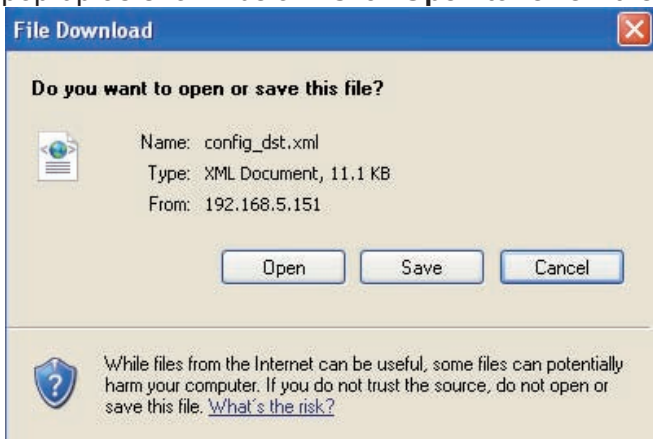 File Download
Do you want to open or save this file?
Name: config_dst.xml
Type: XML Document, 11.1 KB
From: 192.168.5.151
Open Save Cancel
While files from the Internet can be useful, some files can potentially
harm your computer. If you do not trust the source, do not open or
save this file. What's the risk?